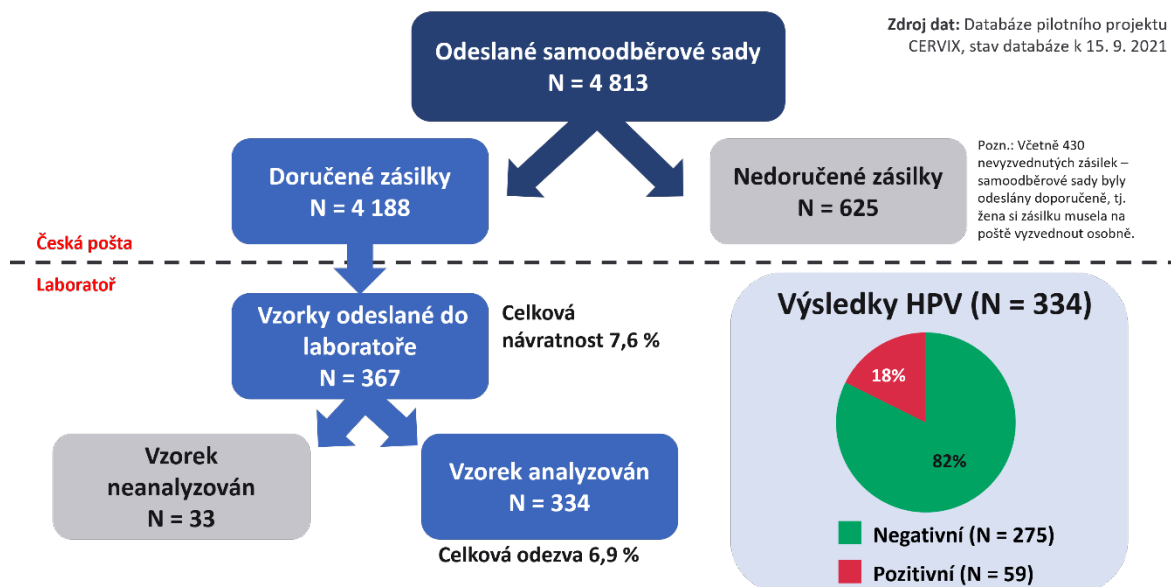 Zdroj dat: Databáze pilotního projektu
CERVIX, stav databáze k 15. 9. 2021
Odeslané samoodběrové sady
N = 4 813
Doručené zásilky
N = 4 188
Nedoručené zásilky
N = 625
Pozn.: Včetně 430
nevyzvednutých zásilek –
samoodběrové sady byly
odeslány doporučeně, tj.
žena si zásilku musela na
poště vyzvednout osobně.
Česká pošta
Laboratoř
Vzorky odeslané do
laboratoře
N = 367
Celková
návratnost 7,6 %
Vzorek
neanalyzován
N = 33
Vzorek analyzován
N = 334
Celková odezva 6,9 %
Výsledky HPV (N = 334)
18%
82%
Negativní (N = 275)
Pozitivní (N = 59)